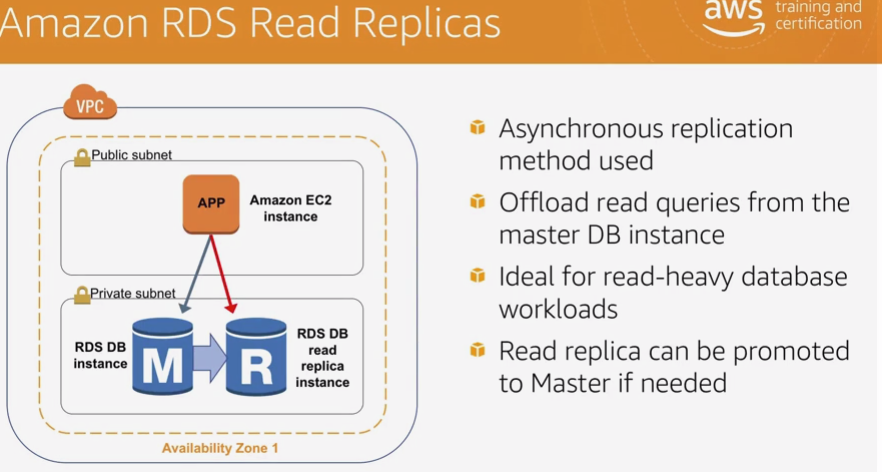 Amazon RDS Read Replicas
aws
training and
certification
VPC
Public subnet
APP
Amazon EC2
instance
Private subnet
RDS DB
instance
M
R
RDS DB
read
replica
instance
Availability Zone 1
Asynchronous replication
method used
Offload read queries from the
master DB instance
Ideal for read-heavy database
workloads
Read replica can be promoted
to Master if needed